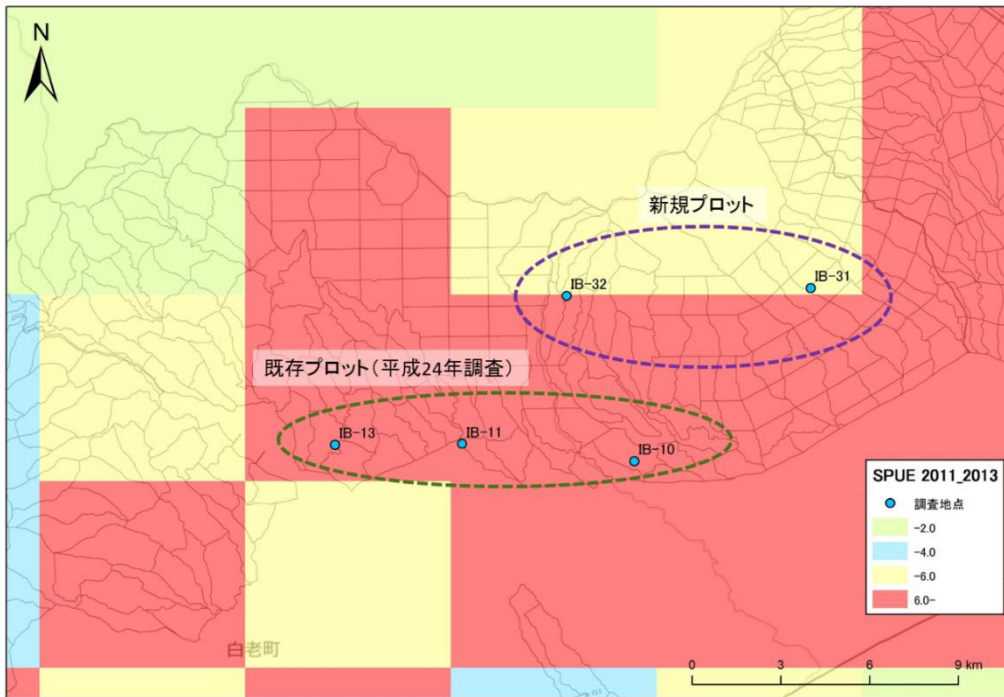 N
新規プロット
IB-32
IB-31
既存プロット（平成24年調査）
IB-13
IB-11
IB-10
SPUE 2011_2013
調査地点
-2.0
-4.0
-6.0
6.0-
白老町
0 3 6 9 km